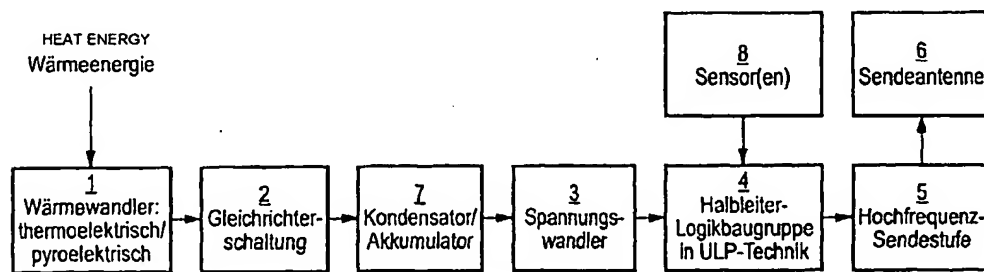 HEAT ENERGY
Wärmeenergie
8
Sensor(en)
6
Sendeantenne
1
Wärmewandler:
thermoelektrisch/
pyroelektrisch
2
Gleichrichter-
schaltung
7
Kondensator/
Akkumulator
3
Spannungs-
wandler
4
Halbleiter-
Logikbaugruppe
in ULP-Technik
5
Hochfrequenz-
Sendestufe